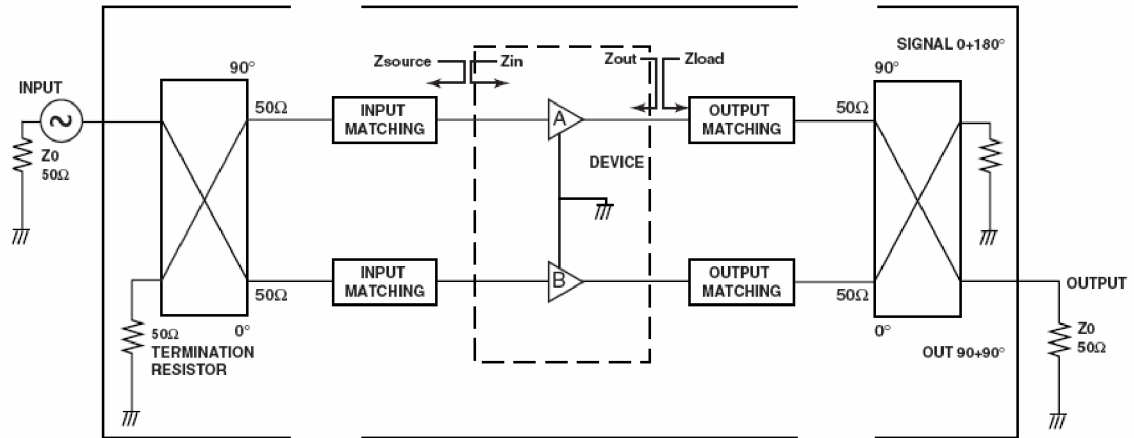 INPUT
Z0
50Ω
90°
50Ω
50Ω
0°
50Ω
TERMINATION
RESISTOR
INPUT
MATCHING
INPUT
MATCHING
Zsource
Zin
A
B
DEVICE
Zout
Zload
OUTPUT
MATCHING
OUTPUT
MATCHING
SIGNAL 0+180°
90°
50Ω
50Ω
0°
OUT 90+90°
OUTPUT
Z0
50Ω